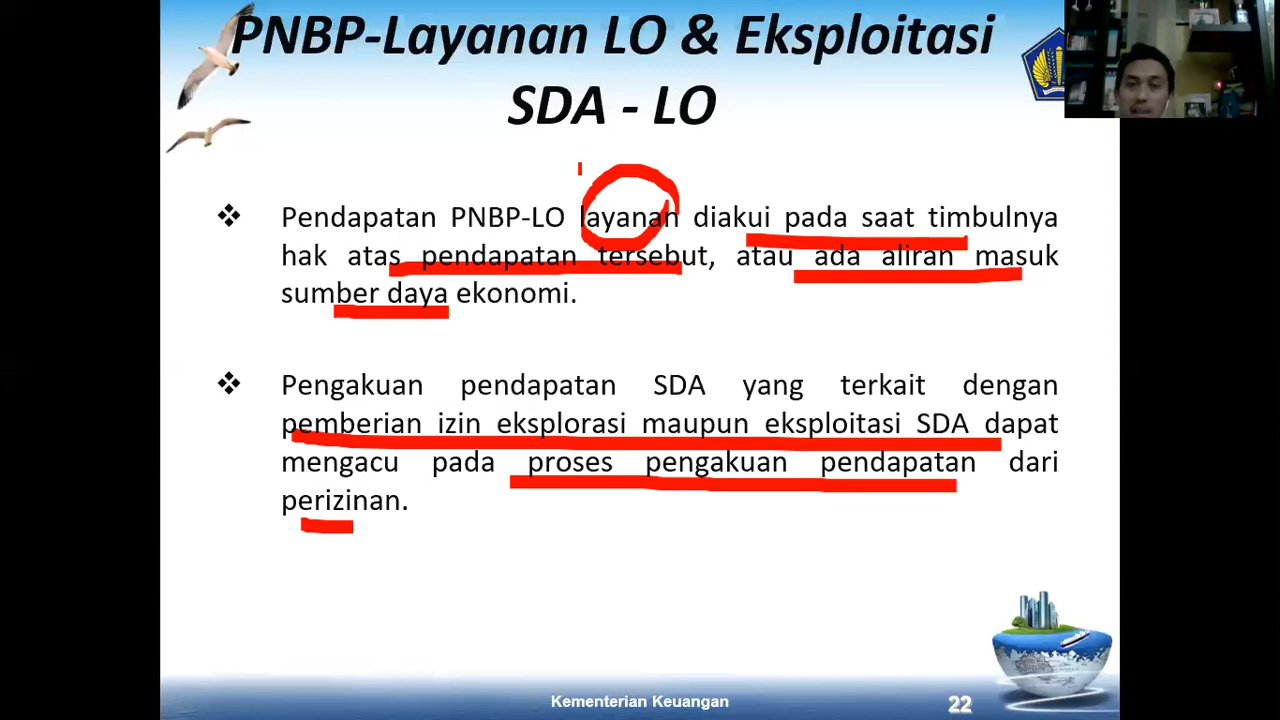 PNBP-Layanan LO & Eksploitasi
SDA - LO
❖ Pendapatan PNBP-LO layanan diakui pada saat timbulnya
hak atas pendapatan tersebut, atau ada aliran masuk
sumber daya ekonomi.
❖ Pengakuan pendapatan SDA yang terkait dengan
pemberian izin eksplorasi maupun eksploitasi SDA dapat
mengacu pada proses pengakuan pendapatan dari
perizinan.
Kementerian Keuangan
22